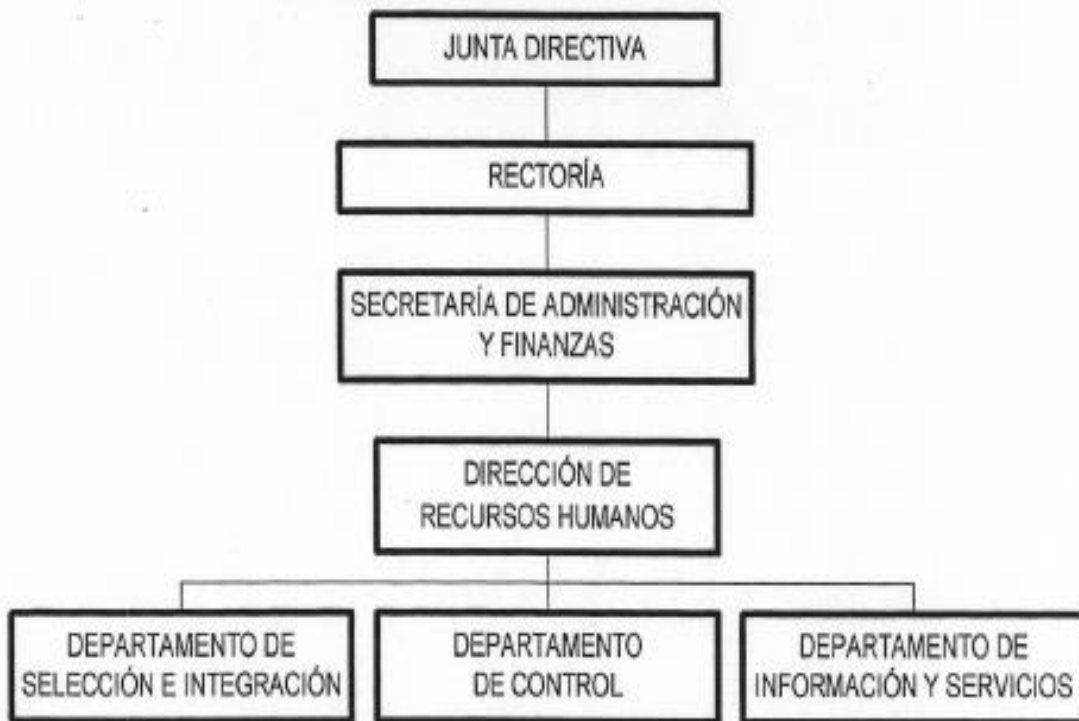 JUNTA DIRECTIVA
RECTORÍA
SECRETARÍA DE ADMINISTRACIÓN
Y FINANZAS
DIRECCIÓN DE
RECURSOS HUMANOS
DEPARTAMENTO DE
SELECCIÓN E INTEGRACIÓN
DEPARTAMENTO
DE CONTROL
DEPARTAMENTO DE
INFORMACIÓN Y SERVICIOS